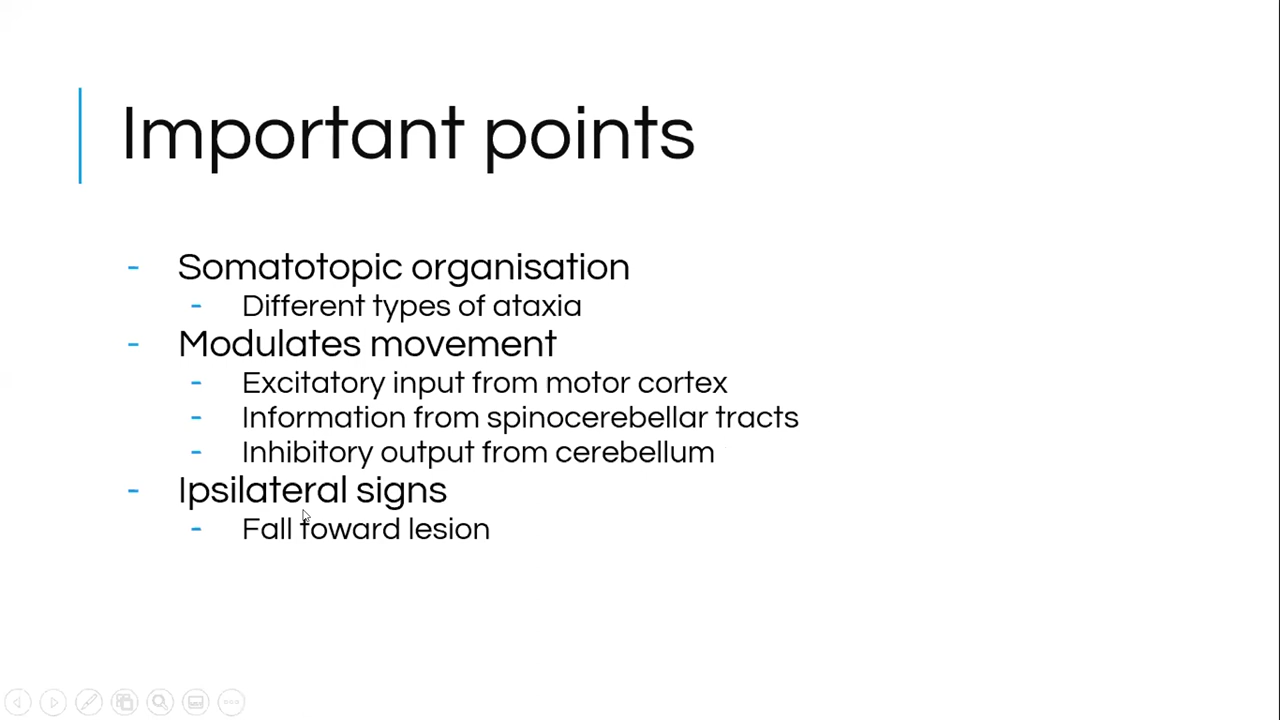 Important points
- Somatotopic organisation
- Different types of ataxia
- Modulates movement
- Excitatory input from motor cortex
- Information from spinocerebellar tracts
- Inhibitory output from cerebellum
- Ipsilateral signs
- Fall toward lesion